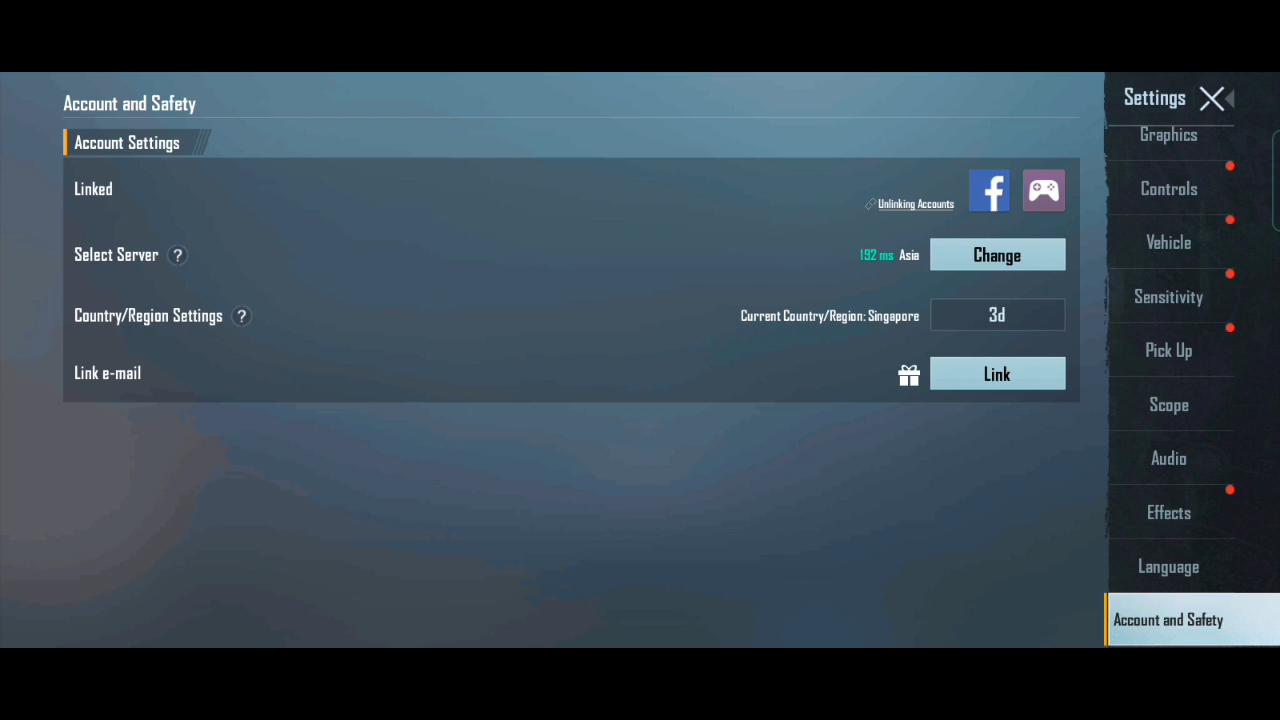 Account and Safety
Settings
Account Settings
Graphics
Linked
Unlinking Accounts
Controls
Select Server ?
192 ms Asia
Change
Vehicle
Sensitivity
Country/Region Settings ?
Current Country/Region: Singapore
3d
Pick Up
Link e-mail
Link
Scope
Audio
Effects
Language
Account and Safety